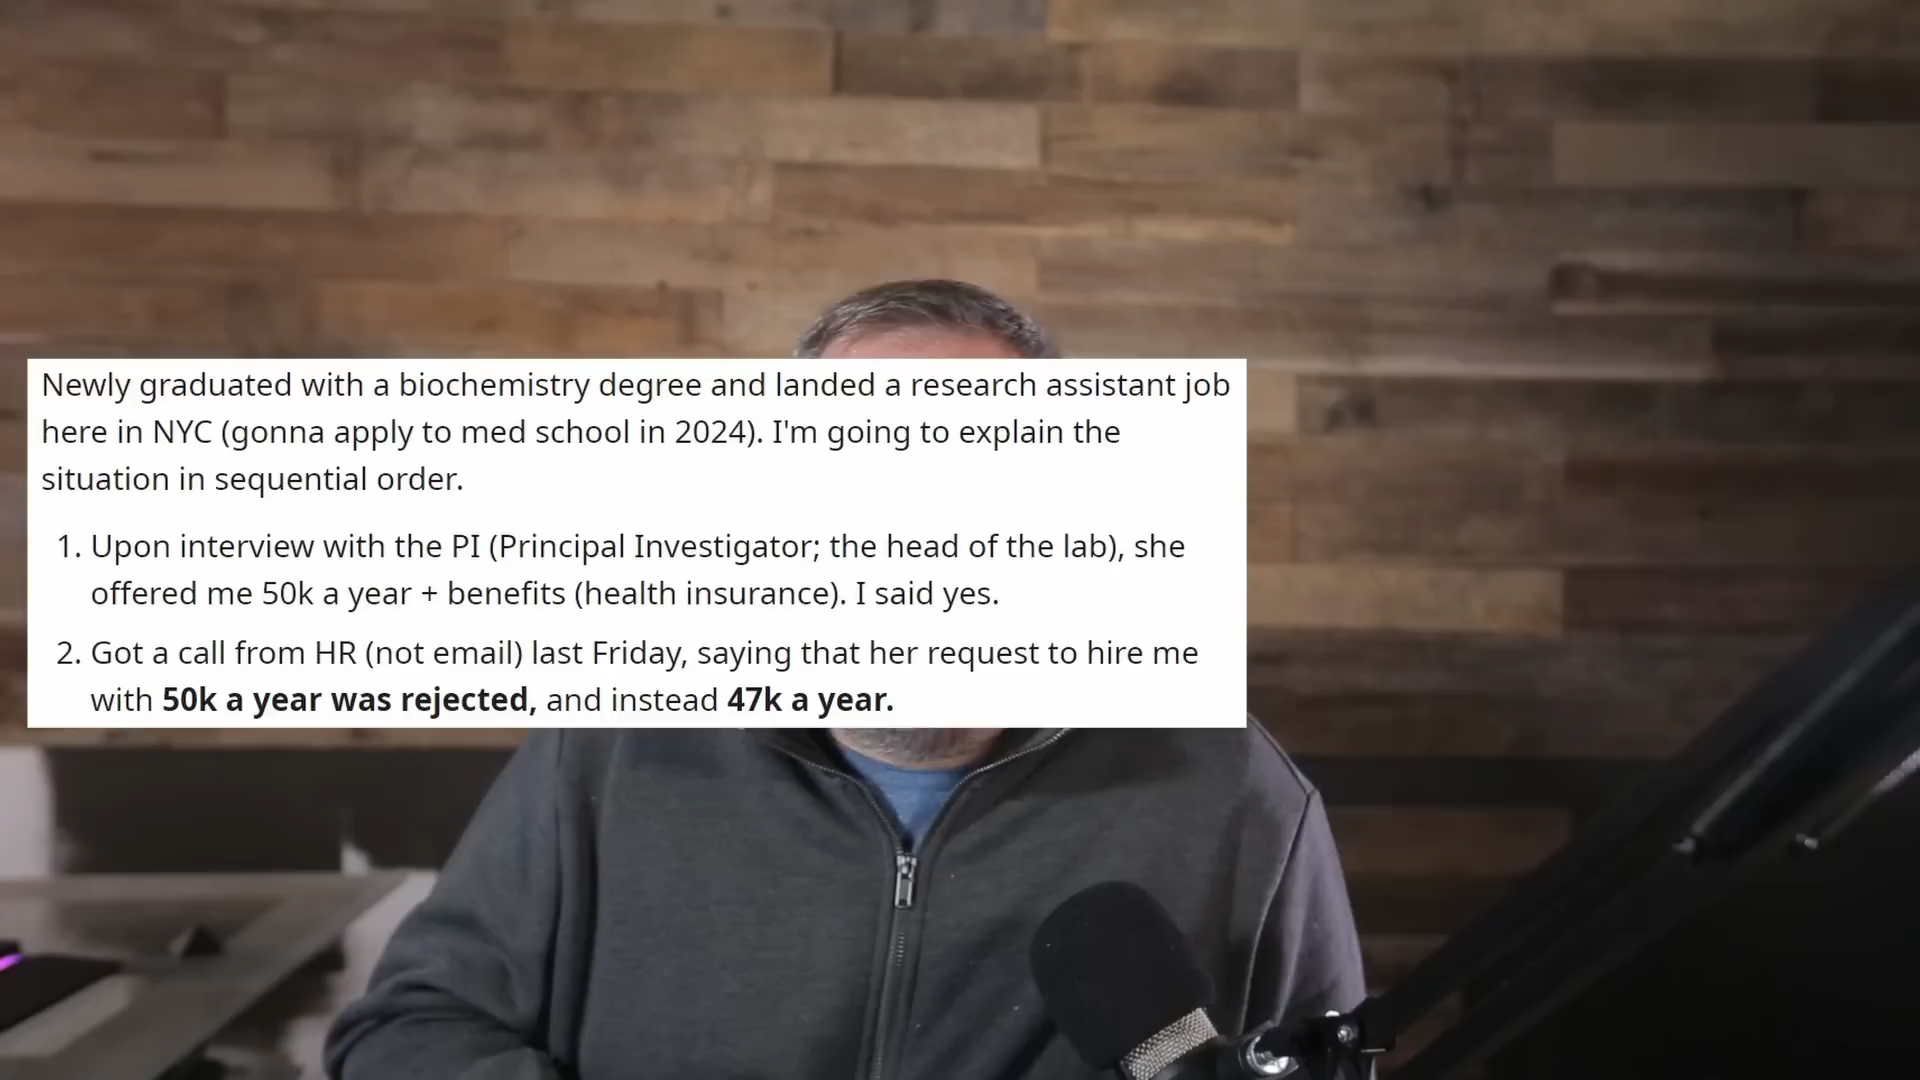 Newly graduated with a biochemistry degree and landed a research assistant job
here in NYC (gonna apply to med school in 2024). I'm going to explain the
situation in sequential order.
1. Upon interview with the PI (Principal Investigator; the head of the lab), she
offered me 50k a year + benefits (health insurance). I said yes.
2. Got a call from HR (not email) last Friday, saying that her request to hire me
with 50k a year was rejected, and instead 47k a year.